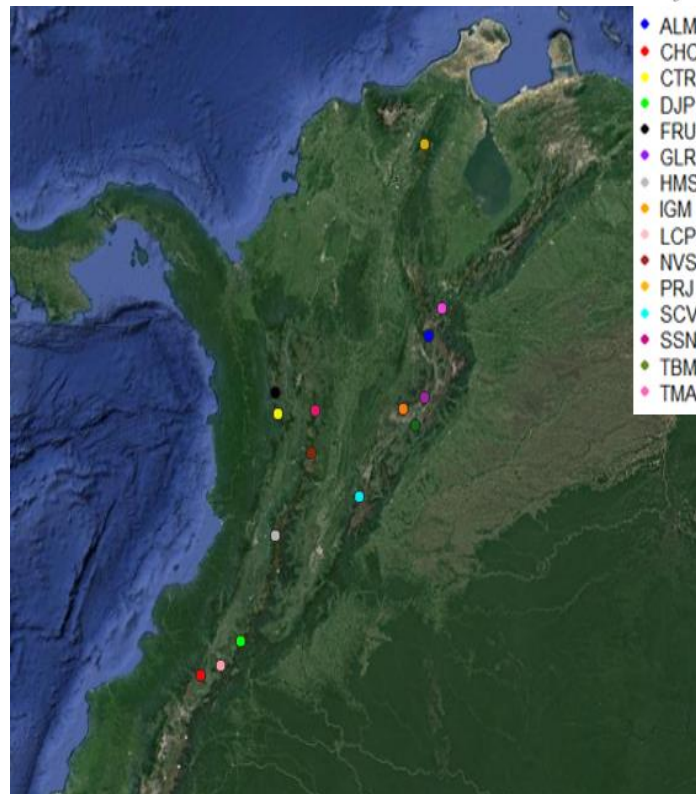 ALM
CHC
CTR
DJP
FRU
GLR
HMS
IGM
LCP
NVS
PRJ
SCV
SSN
TBM
TMA